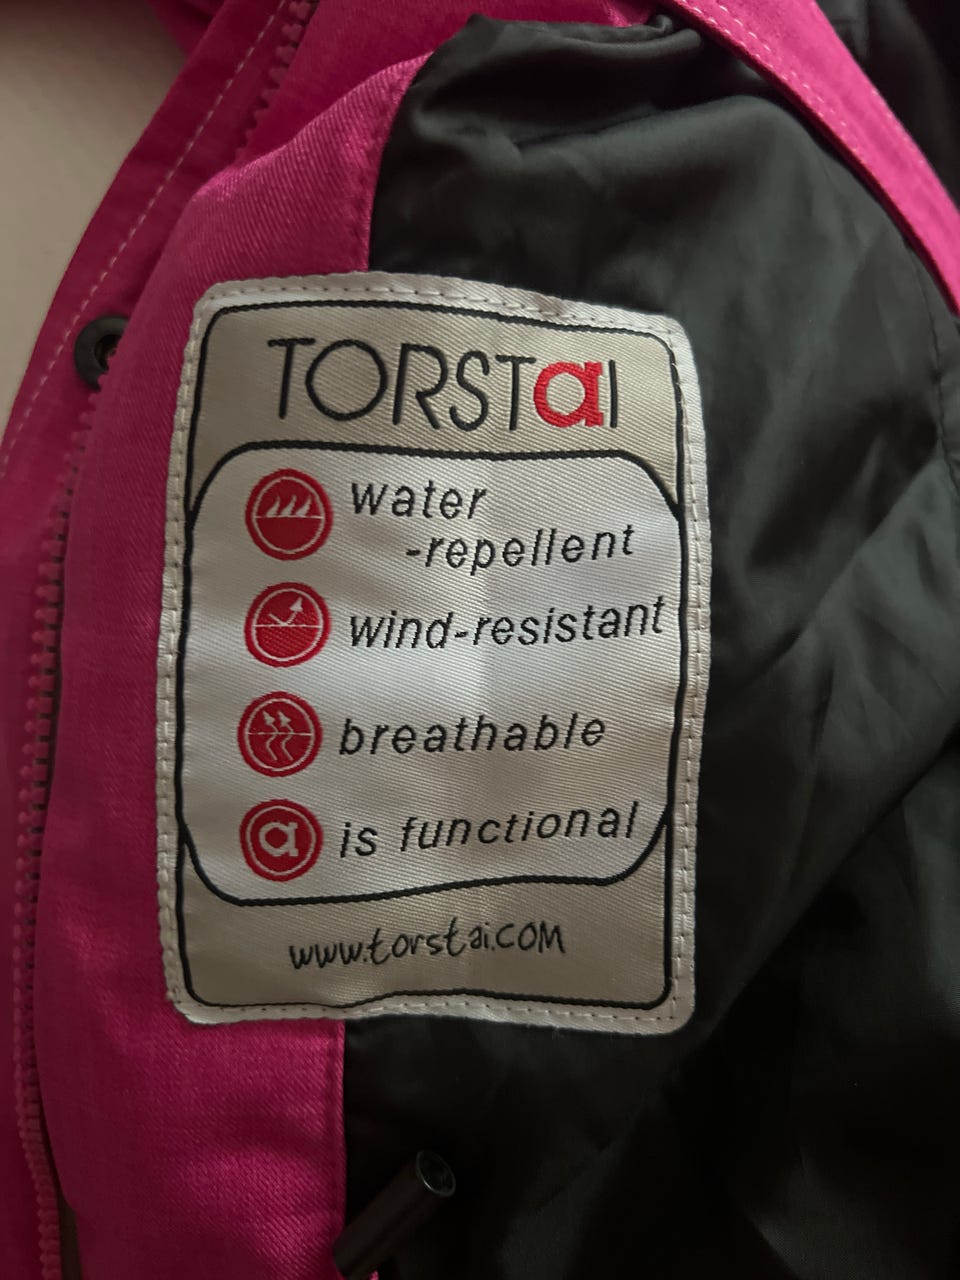 TORSTaI
water
-repellent
wind-resistant
breathable
a is functional
www.torstai.com